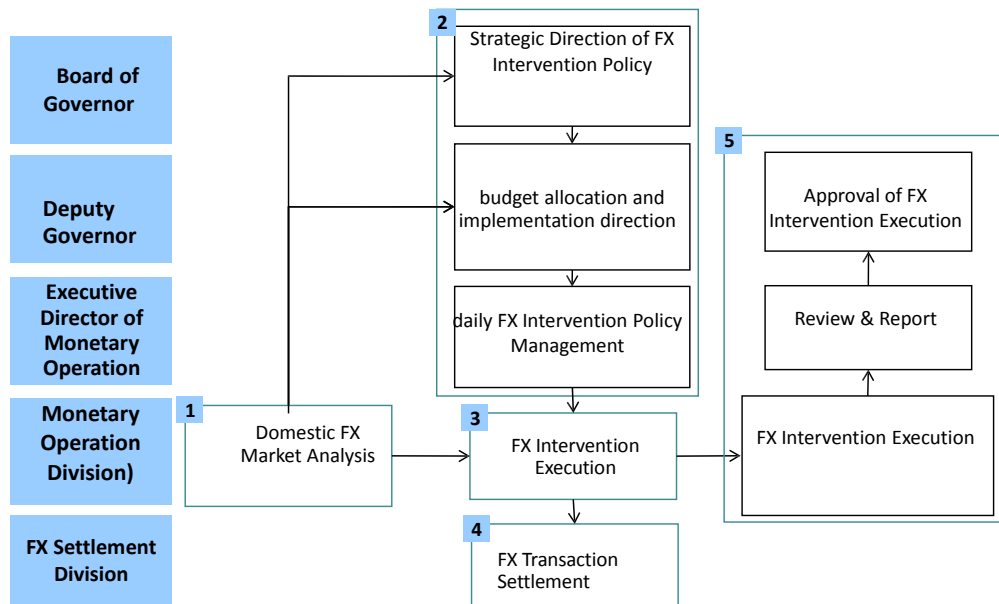 Board of
Governor
Deputy
Governor
Executive
Director of
Monetary
Operation
Monetary
Operation
Division)
FX Settlement
Division
1
Domestic FX
Market Analysis
2
Strategic Direction of FX
Intervention Policy
budget allocation and
implementation direction
daily FX Intervention Policy
Management
3
FX Intervention
Execution
4
FX Transaction
Settlement
5
Approval of FX
Intervention Execution
Review & Report
FX Intervention Execution